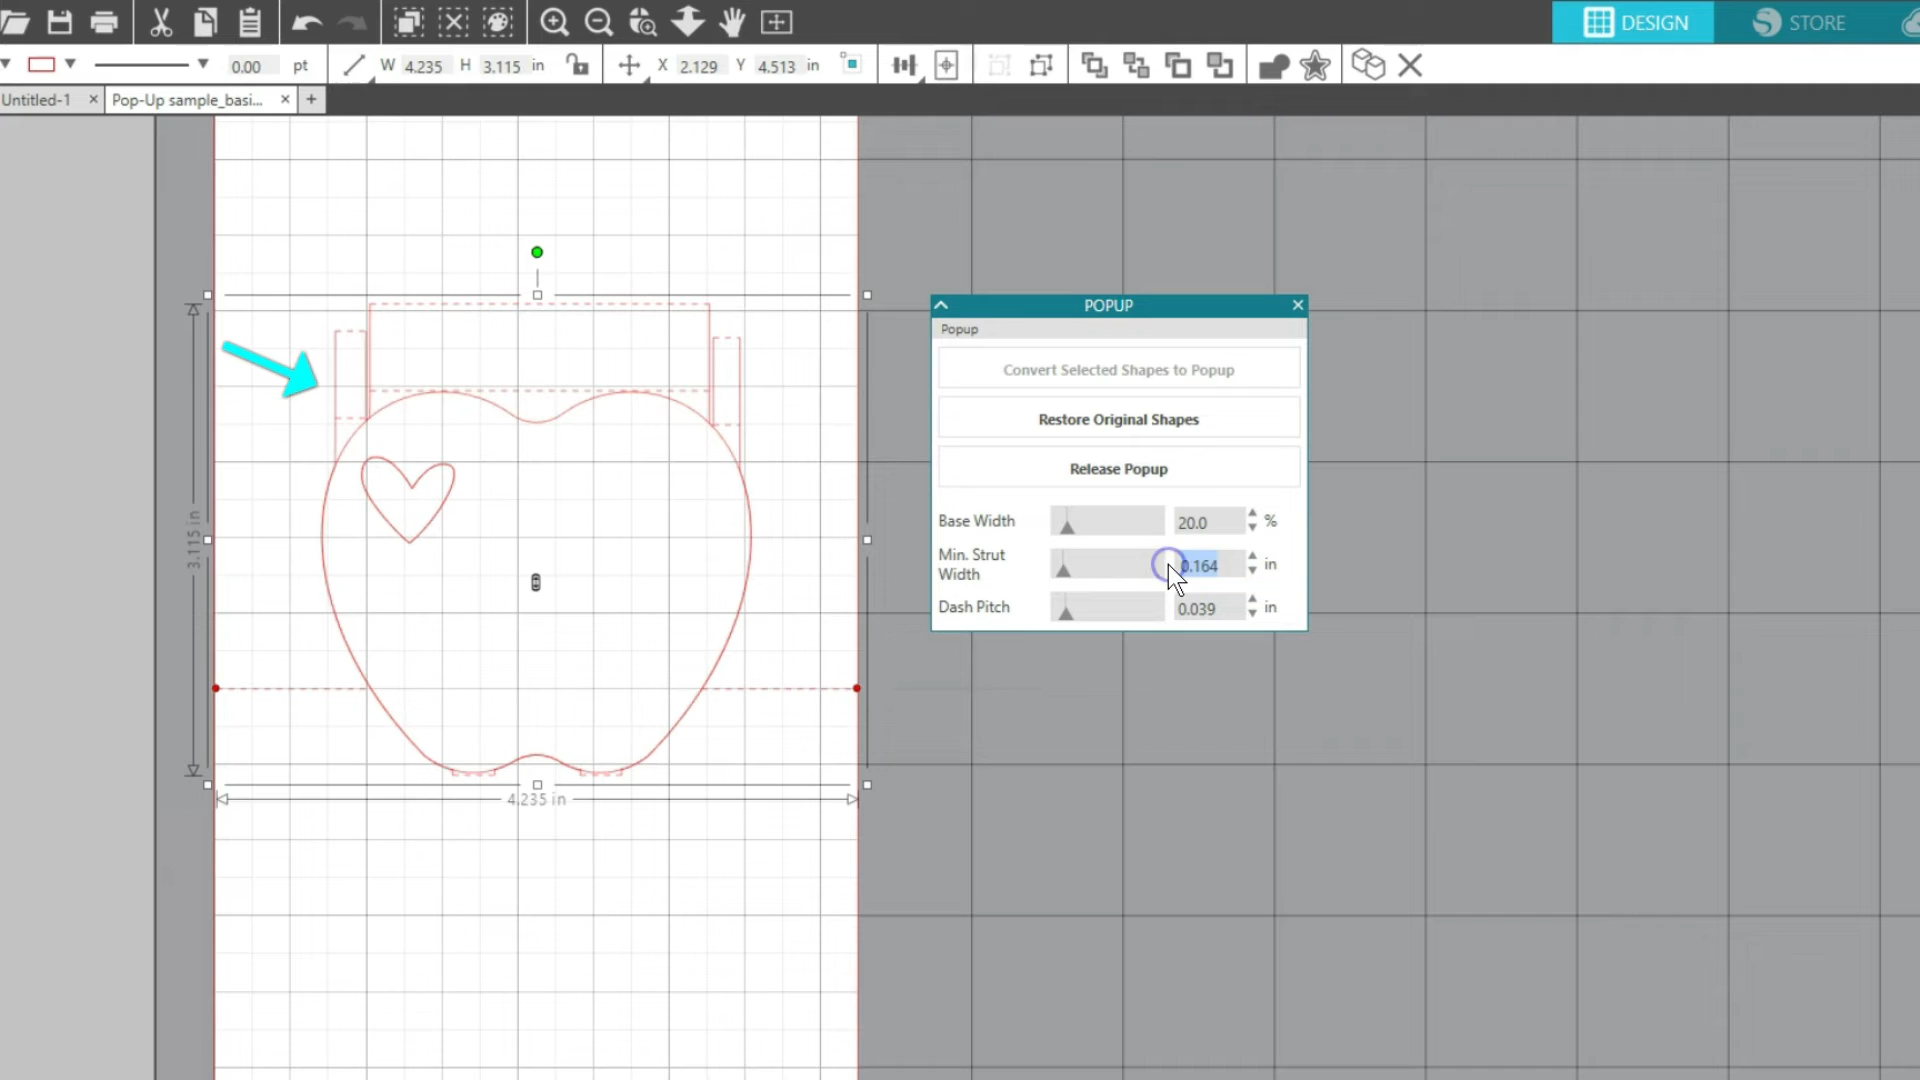 DESIGN
STORE
0.00 pt
W 4.235 H 3.115 in
X 2.129 Y 4.513 in
Untitled-1
Pop-Up sample_basi...
+
POPUP
Popup
Convert Selected Shapes to Popup
Restore Original Shapes
Release Popup
Base Width 20.0 %
Min. Strut
Width
0.164 in
Dash Pitch 0.039 in
3.115 in
4.235 in